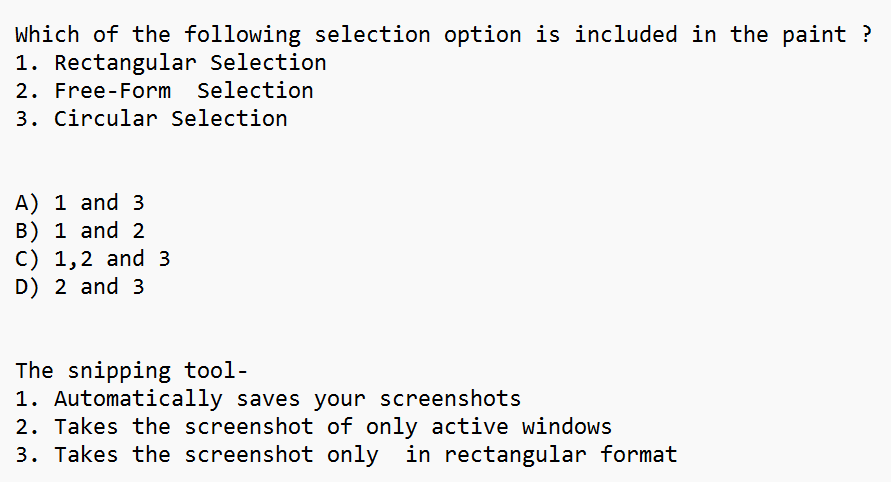 Which of the following selection option is included in the paint ?
1. Rectangular Selection
2. Free-Form  Selection
3. Circular Selection
A) 1 and 3
B) 1 and 2
C) 1,2 and 3
D) 2 and 3
The snipping tool-
1. Automatically saves your screenshots
2. Takes the screenshot of only active windows
3. Takes the screenshot only  in rectangular format